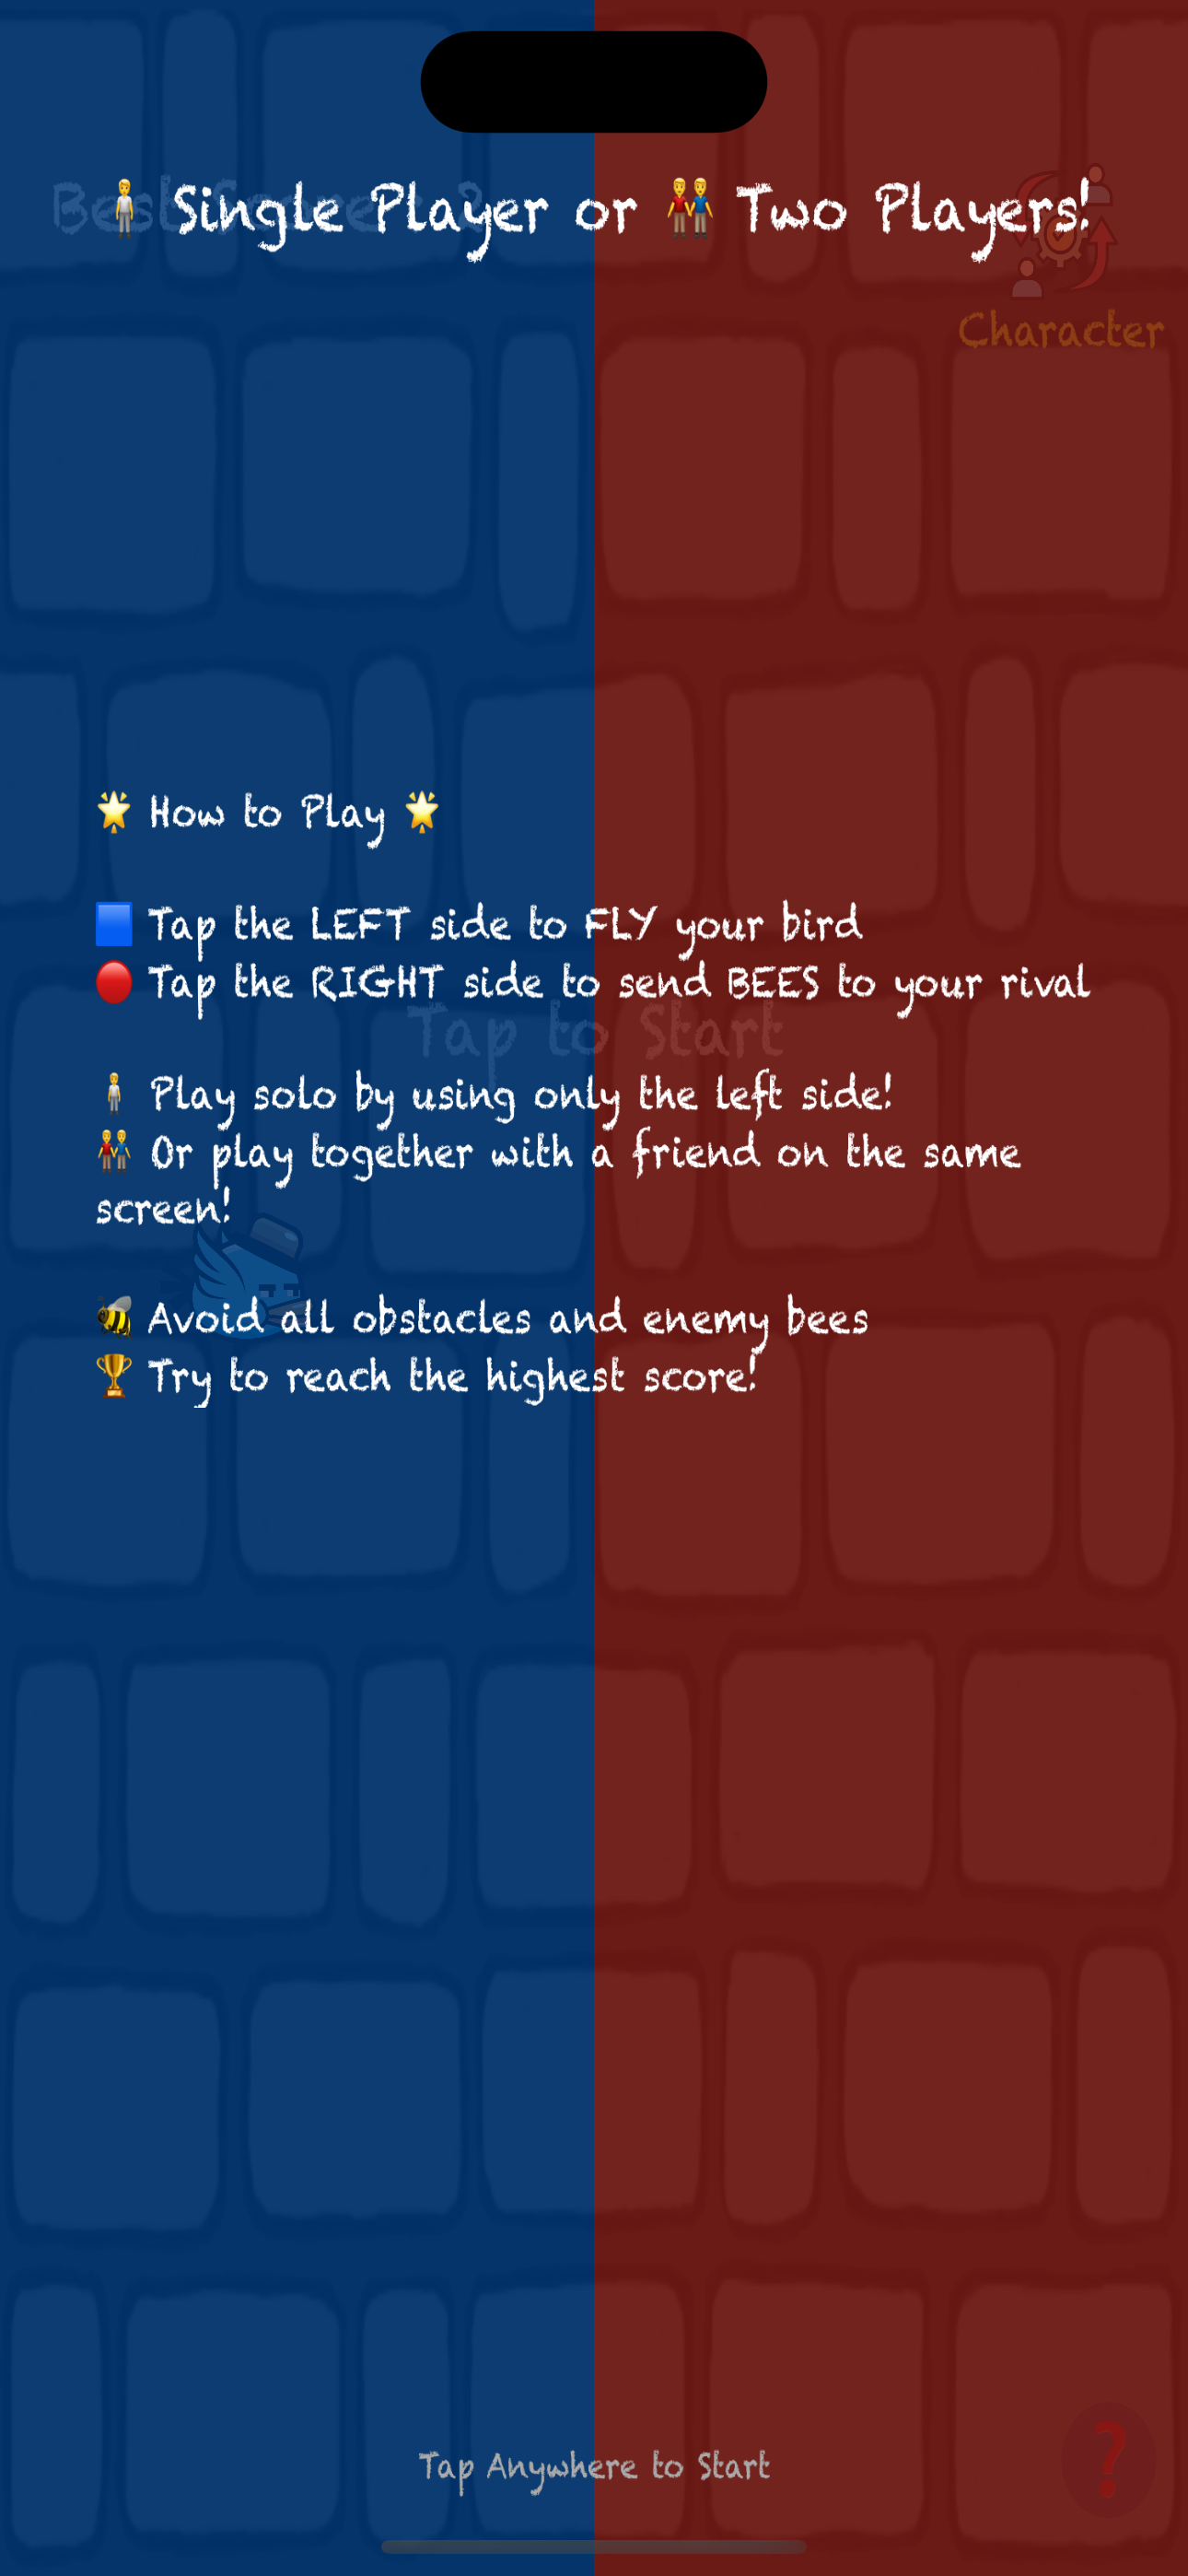 🧍 Single Player or 👬 Two Players!
Character
🌟 How to Play 🌟
🟦 Tap the LEFT side to FLY your bird
🔴 Tap the RIGHT side to send BEES to your rival
Tap to Start
🧍 Play solo by using only the left side!
👬 Or play together with a friend on the same
screen!
🐝 Avoid all obstacles and enemy bees
🏆 Try to reach the highest score!
Tap Anywhere to Start
❓